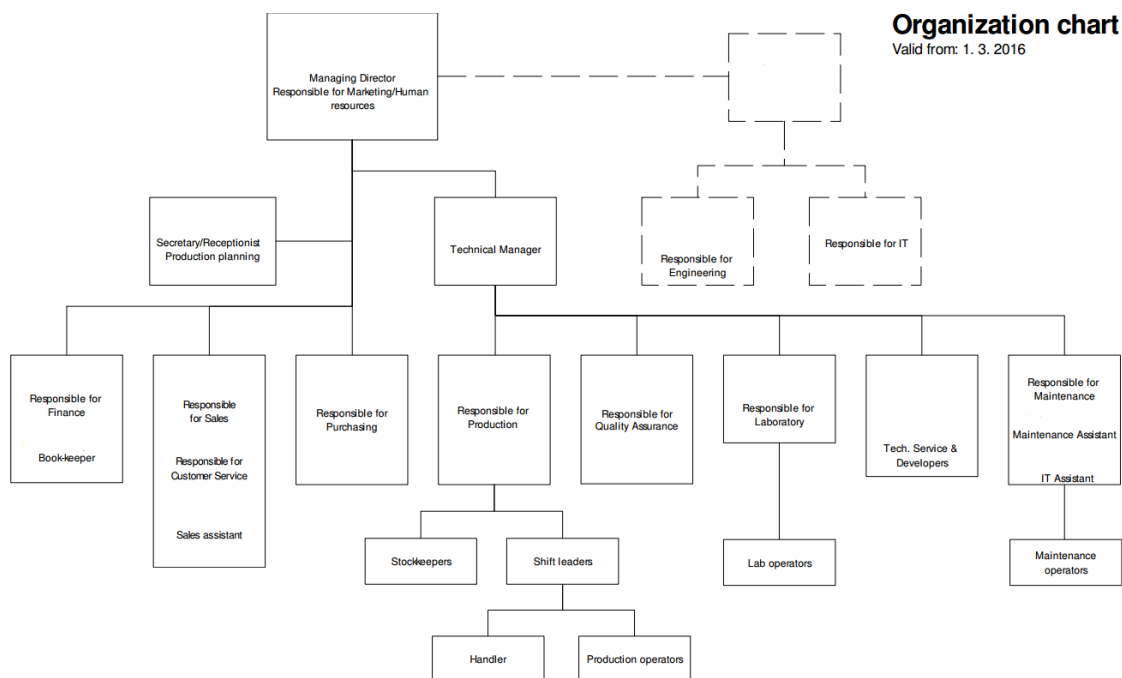 Organization chart
Valid from: 1. 3. 2016
Managing Director
Responsible for Marketing/Human
resources
Secretary/Receptionist
Production planning
Technical Manager
Responsible for
Engineering
Responsible for IT
Responsible for
Finance
Book-keeper
Responsible
for Sales
Responsible for
Customer Service
Sales assistant
Responsible for
Purchasing
Responsible for
Production
Responsible for
Quality Assurance
Responsible for
Laboratory
Tech. Service &
Developers
Responsible for
Maintenance
Maintenance Assistant
IT Assistant
Stockkeepers
Shift leaders
Lab operators
Maintenance
operators
Handler
Production operators